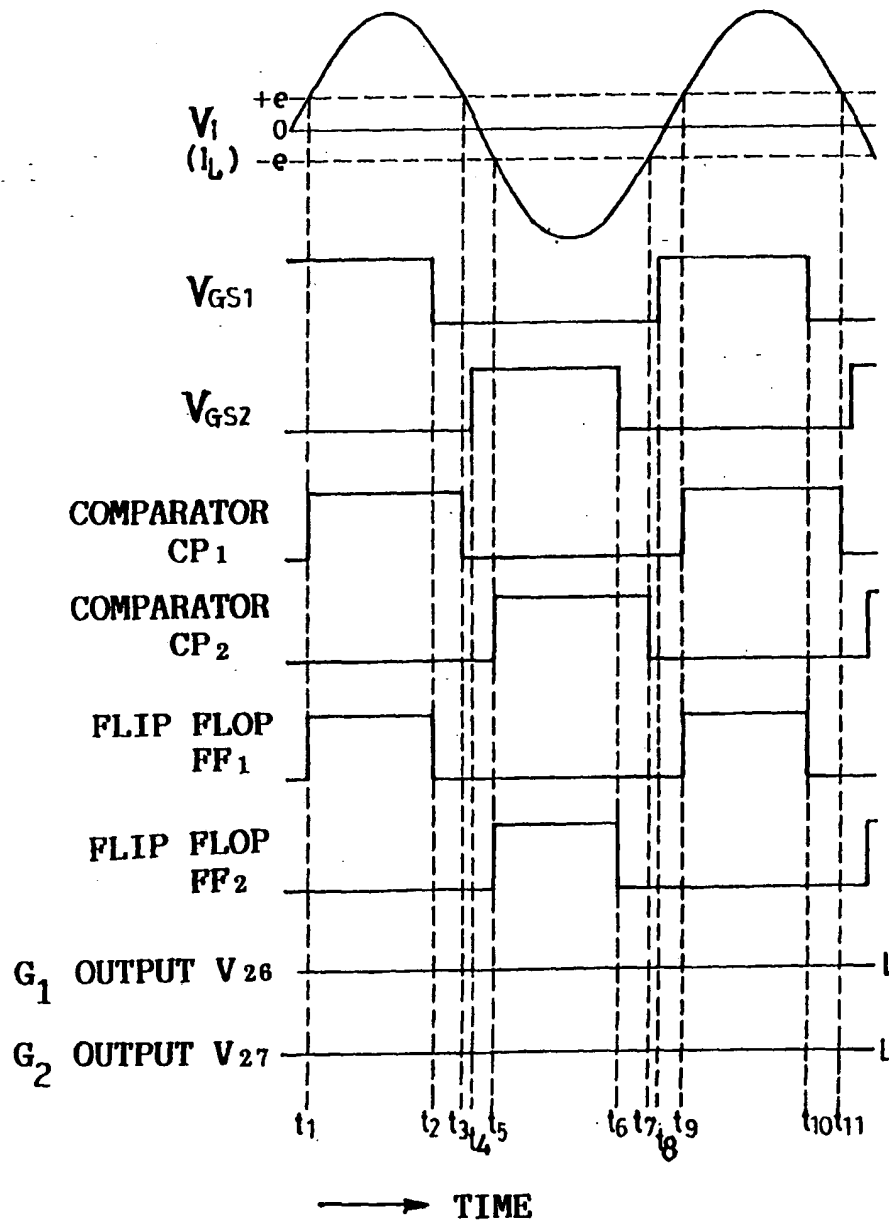 +e
V1
0
(IL)
-e
VGS1
VGS2
COMPARATOR
CP1
COMPARATOR
CP2
FLIP FLOP
FF1
FLIP FLOP
FF2
G1 OUTPUT V26
L
G2 OUTPUT V27
L
t1 t2 t3 t4 t5 t6 t7 t8 t9 t10 t11
TIME